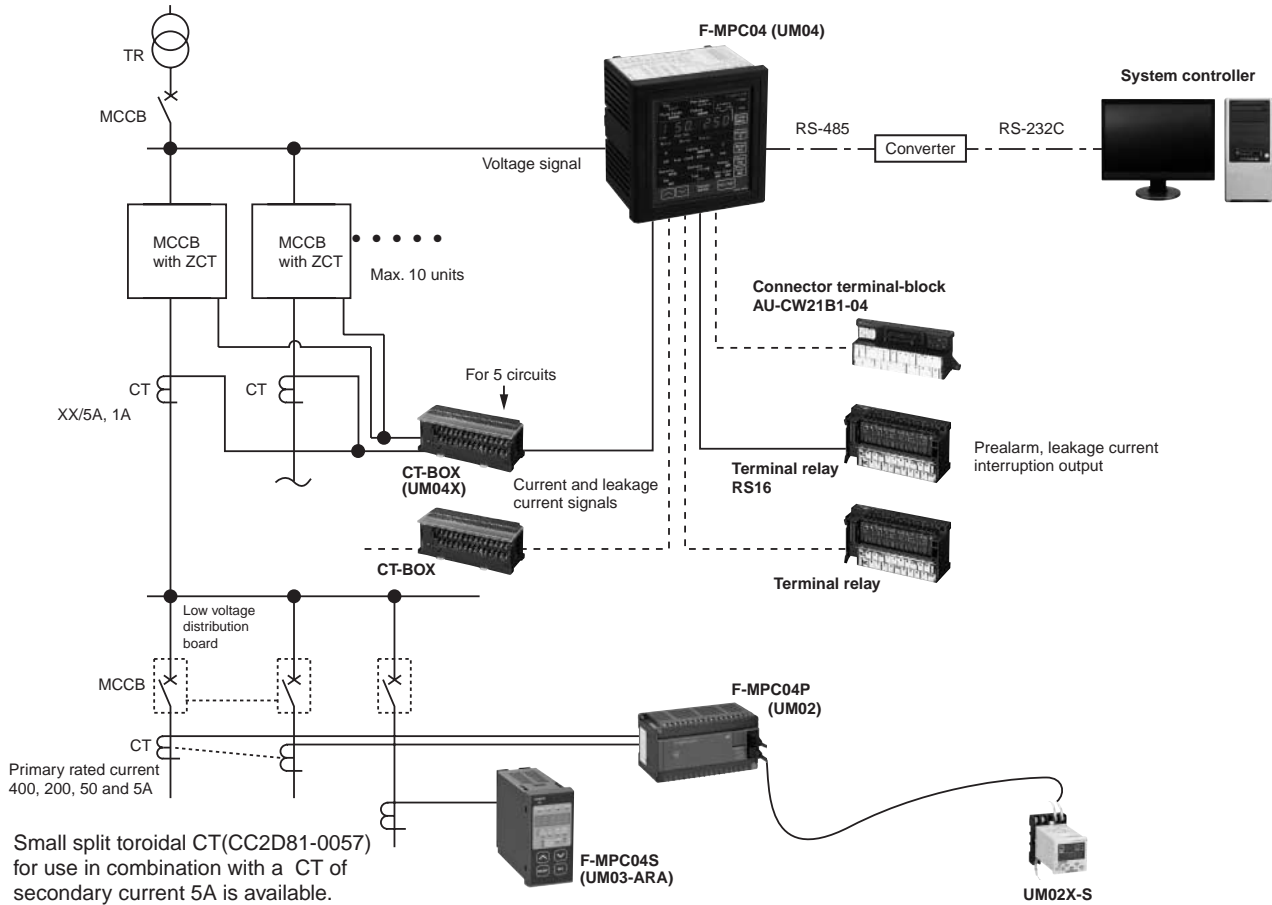 F-MPC04 (UM04)
TR
System controller
MCCB
RS-485
RS-232C
Converter
Voltage signal
MCCB
with ZCT
MCCB
with ZCT
Max. 10 units
Connector terminal-block
AU-CW21B1-04
For 5 circuits
CT
CT
XX/5A, 1A
CT-BOX
(UM04X)
Current and leakage
current signals
Terminal relay
RS16
Prealarm, leakage current
interruption output
CT-BOX
Terminal relay
Low voltage
distribution
board
MCCB
F-MPC04P
(UM02)
CT
Primary rated current
400, 200, 50 and 5A
Small split toroidal CT(CC2D81-0057)
for use in combination with a CT of
secondary current 5A is available.
F-MPC04S
(UM03-ARA)
UM02X-S